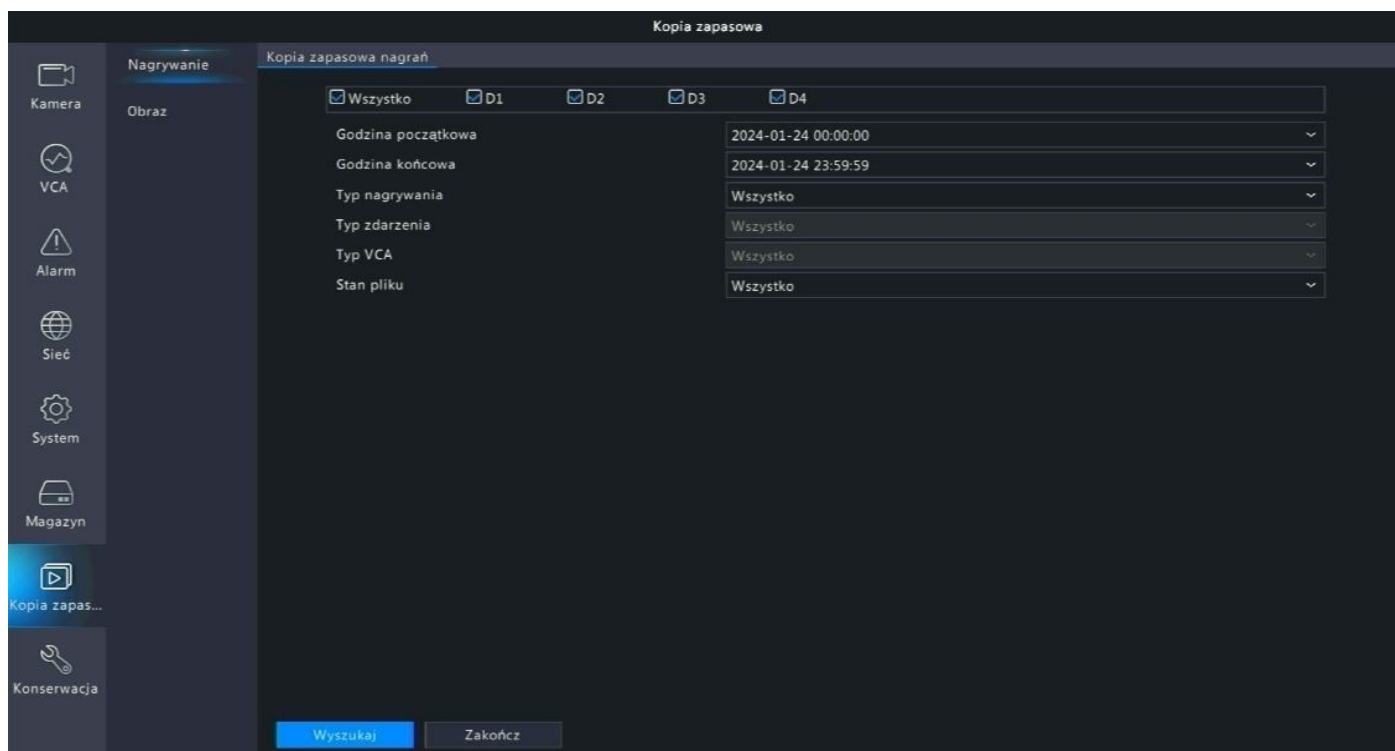 Kopia zapasowa
Kamera
VCA
Alarm
Sieć
System
Magazyn
Kopia zapas...
Konserwacja
Nagrywanie
Obraz
Kopia zapasowa nagrań
Wszystko D1 D2 D3 D4
Godzina początkowa 2024-01-24 00:00:00
Godzina końcowa 2024-01-24 23:59:59
Typ nagrywania Wszystko
Typ zdarzenia Wszystko
Typ VCA Wszystko
Stan pliku Wszystko
Wyszukaj Zakończ